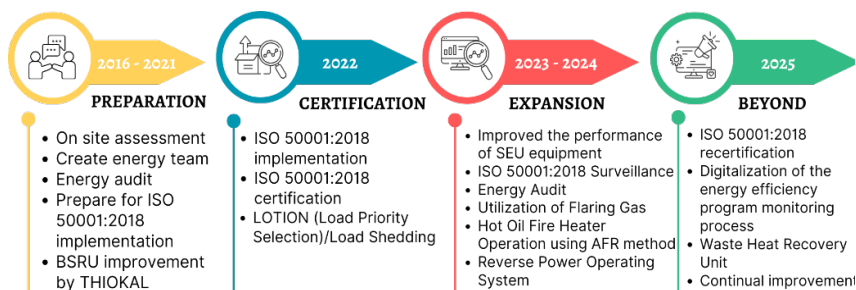 2016 - 2021
PREPARATION
• On site assessment
• Create energy team
• Energy audit
• Prepare for ISO
50001:2018
implementation
• BSRU improvement
by THIOKAL
2022
CERTIFICATION
• ISO 50001:2018
implementation
• ISO 50001:2018
certification
• LOTION (Load Priority
Selection)/Load Shedding
2023 - 2024
EXPANSION
• Improved the performance
of SEU equipment
• ISO 50001:2018 Surveillance
• Energy Audit
• Utilization of Flaring Gas
• Hot Oil Fire Heater
Operation using AFR method
• Reverse Power Operating
System
2025
BEYOND
• ISO 50001:2018
recertification
• Digitalization of the
energy efficiency
program monitoring
process
• Waste Heat Recovery
Unit
• Continual improvement